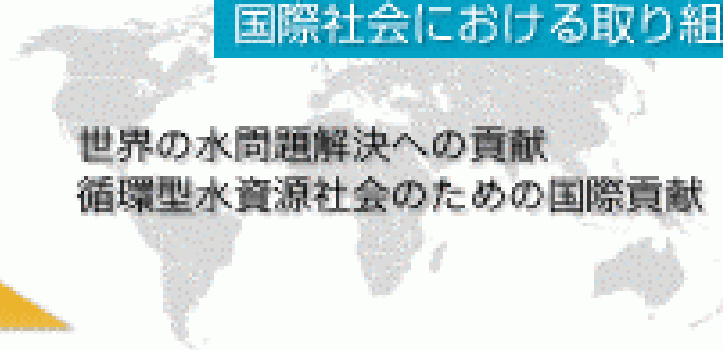 国際社会における取り組
世界の水問題解決への貢献
循環型水資源社会のための国際貢献